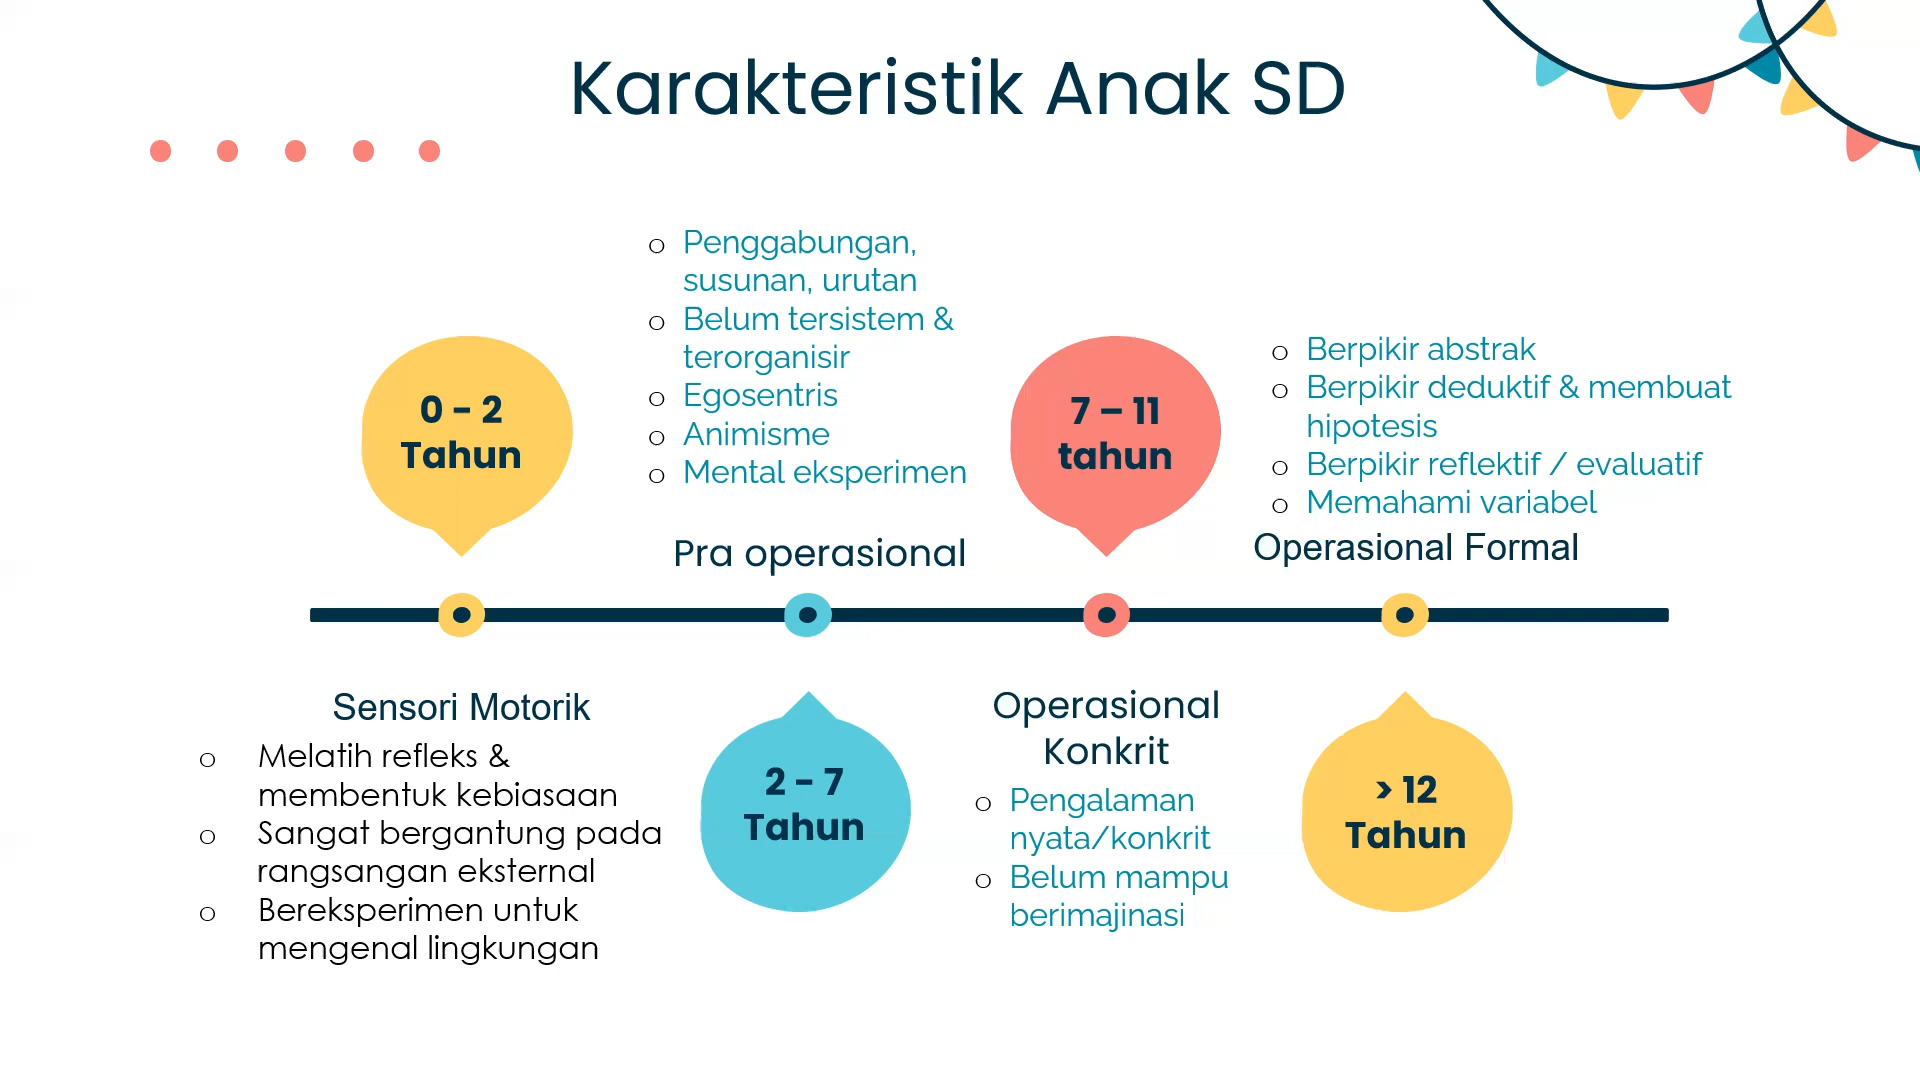 Karakteristik Anak SD
0 - 2
Tahun
Sensori Motorik
o Melatih refleks &
membentuk kebiasaan
o Sangat bergantung pada
rangsangan eksternal
o Bereksperimen untuk
mengenal lingkungan
o Penggabungan,
susunan, urutan
o Belum tersistem &
terorganisir
o Egosentris
o Animisme
o Mental eksperimen
Pra operasional
2 - 7
Tahun
7 – 11
tahun
Operasional
Konkrit
o Pengalaman
nyata/konkrit
o Belum mampu
berimajinasi
o Berpikir abstrak
o Berpikir deduktif & membuat
hipotesis
o Berpikir reflektif / evaluatif
o Memahami variabel
Operasional Formal
> 12
Tahun